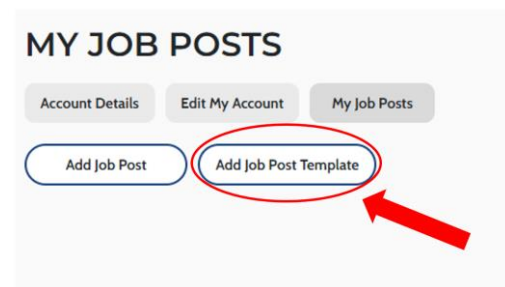 MY JOB POSTS
Account Details Edit My Account My Job Posts
Add Job Post Add Job Post Template